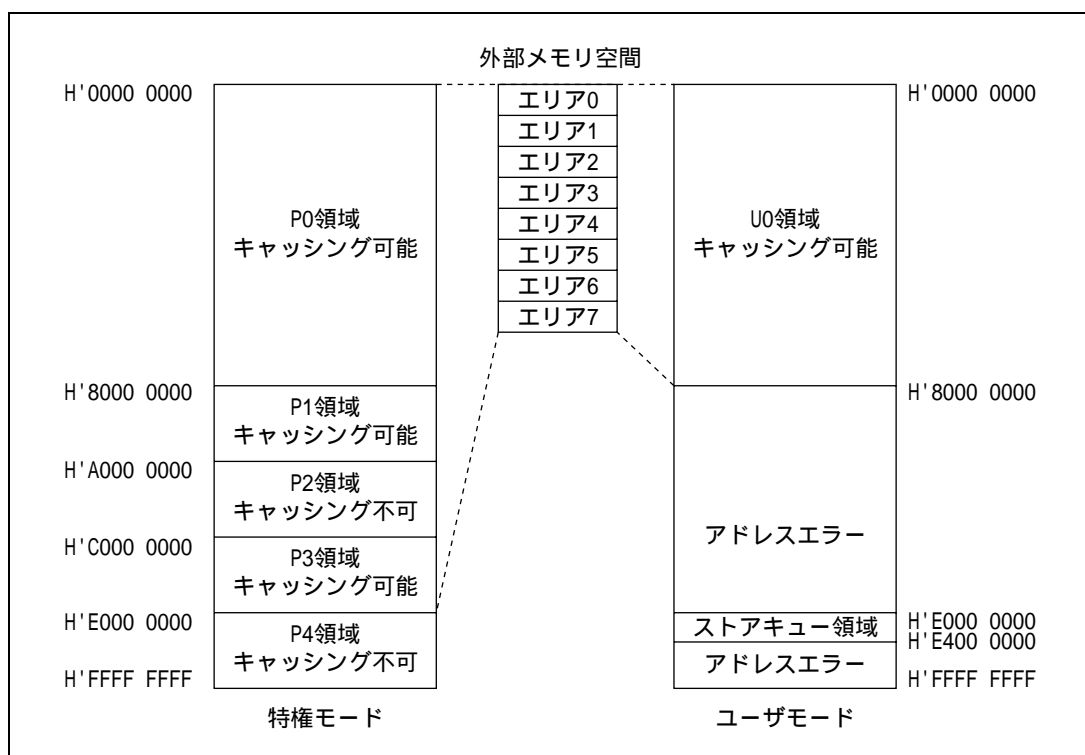 外部メモリ空間
H'0000 0000
P0領域
キャッシング可能
H'8000 0000
P1領域
キャッシング可能
H'A000 0000
P2領域
キャッシング不可
H'C000 0000
P3領域
キャッシング可能
H'E000 0000
P4領域
キャッシング不可
H'FFFF FFFF
特権モード
エリア0
エリア1
エリア2
エリア3
エリア4
エリア5
エリア6
エリア7
H'0000 0000
U0領域
キャッシング可能
H'8000 0000
アドレスエラー
ストアキュー領域
H'E000 0000
H'E400 0000
アドレスエラー
H'FFFF FFFF
ユーザモード